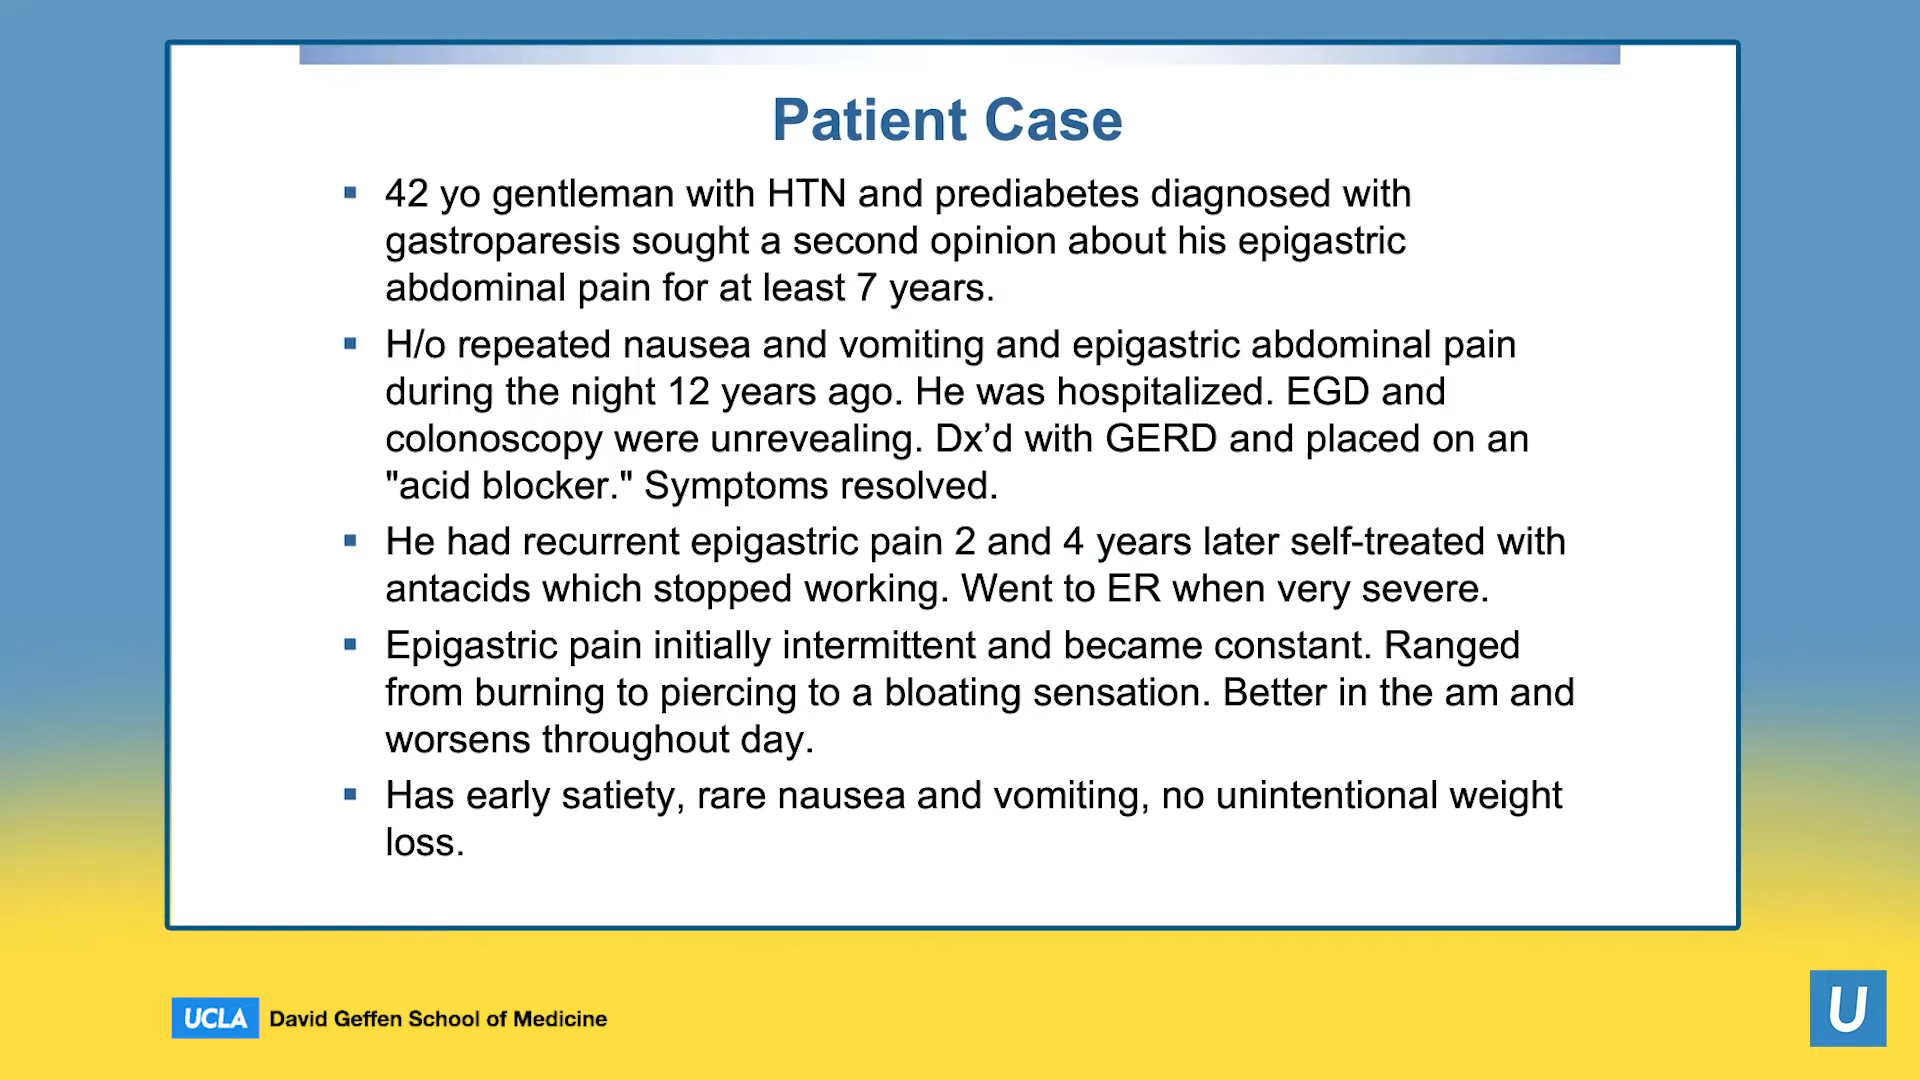 Patient Case
▪ 42 yo gentleman with HTN and prediabetes diagnosed with
gastroparesis sought a second opinion about his epigastric
abdominal pain for at least 7 years.
▪ H/o repeated nausea and vomiting and epigastric abdominal pain
during the night 12 years ago. He was hospitalized. EGD and
colonoscopy were unrevealing. Dx’d with GERD and placed on an
"acid blocker." Symptoms resolved.
▪ He had recurrent epigastric pain 2 and 4 years later self-treated with
antacids which stopped working. Went to ER when very severe.
▪ Epigastric pain initially intermittent and became constant. Ranged
from burning to piercing to a bloating sensation. Better in the am and
worsens throughout day.
▪ Has early satiety, rare nausea and vomiting, no unintentional weight
loss.
UCLA David Geffen School of Medicine
U